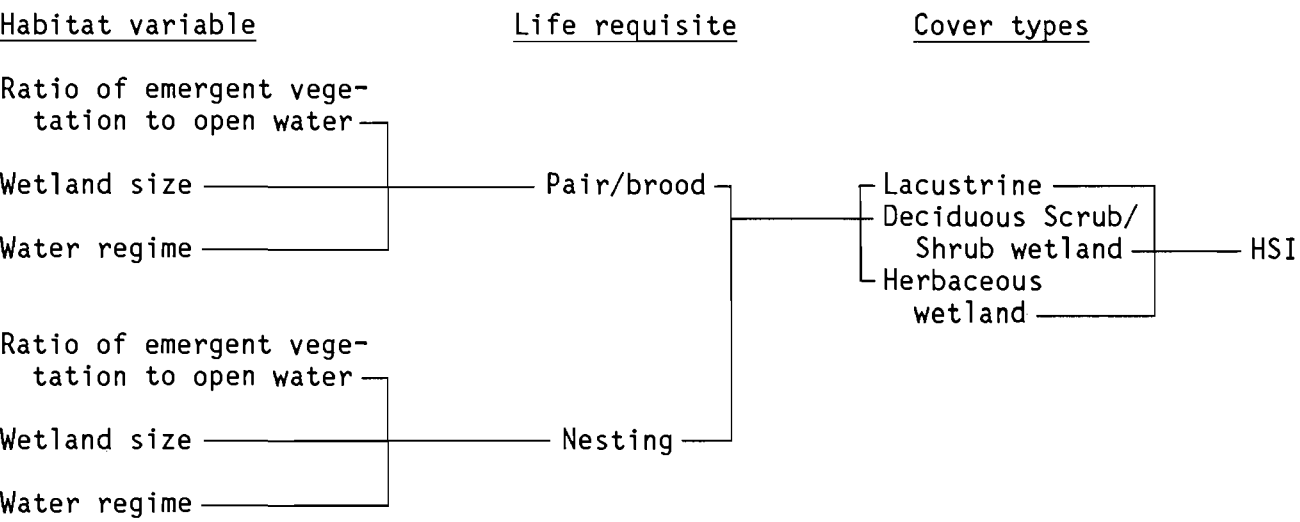 Habitat variable Life requisite Cover types
Ratio of emergent vege-
tation to open water
Wetland size Pair/brood Lacustrine
Deciduous Scrub/
Water regime Shrub wetland HSI
Herbaceous
wetland
Ratio of emergent vege-
tation to open water
Wetland size Nesting
Water regime